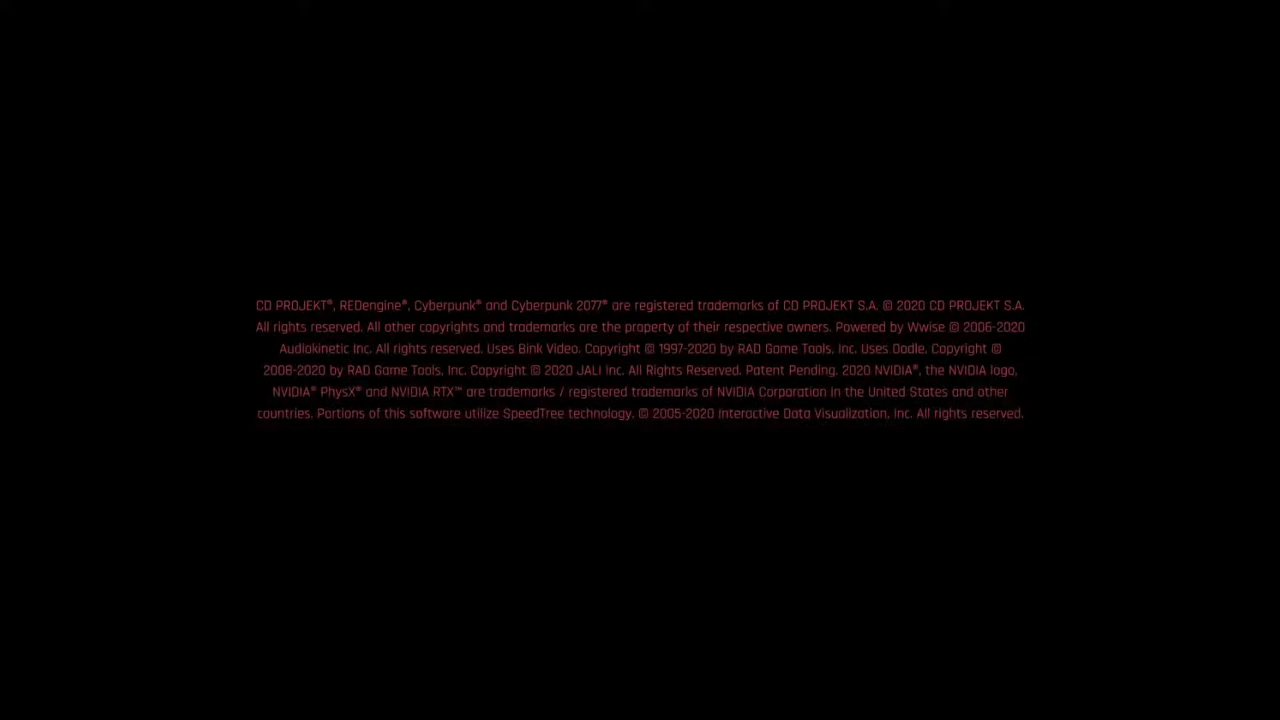 CD PROJEKT®, REDengine®, Cyberpunk® and Cyberpunk 2077® are registered trademarks of CD PROJEKT S.A. © 2020 CD PROJEKT S.A.
All rights reserved. All other copyrights and trademarks are the property of their respective owners. Powered by Wwise © 2006-2020
Audiokinetic Inc. All rights reserved. Uses Bink Video. Copyright © 1997-2020 by RAD Game Tools, Inc. Uses Oodle. Copyright ©
2008-2020 by RAD Game Tools, Inc. Copyright © 2020 JALI Inc. All Rights Reserved. Patent Pending. 2020 NVIDIA®, the NVIDIA logo,
NVIDIA® PhysX® and NVIDIA RTX™ are trademarks / registered trademarks of NVIDIA Corporation in the United States and other
countries. Portions of this software utilize SpeedTree technology. © 2005-2020 Interactive Data Visualization, Inc. All rights reserved.